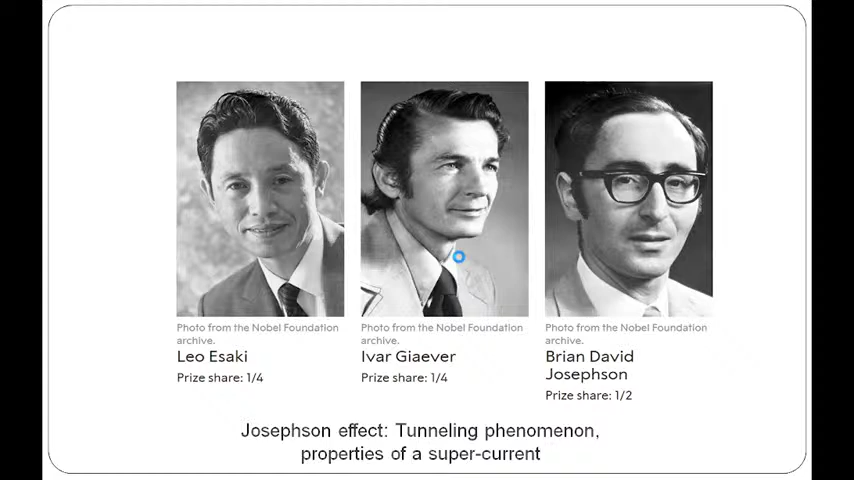 Photo from the Nobel Foundation
archive.
Leo Esaki
Prize share: 1/4
Photo from the Nobel Foundation
archive.
Ivar Giaever
Prize share: 1/4
Photo from the Nobel Foundation
archive.
Brian David
Josephson
Prize share: 1/2
Josephson effect: Tunneling phenomenon,
properties of a super-current